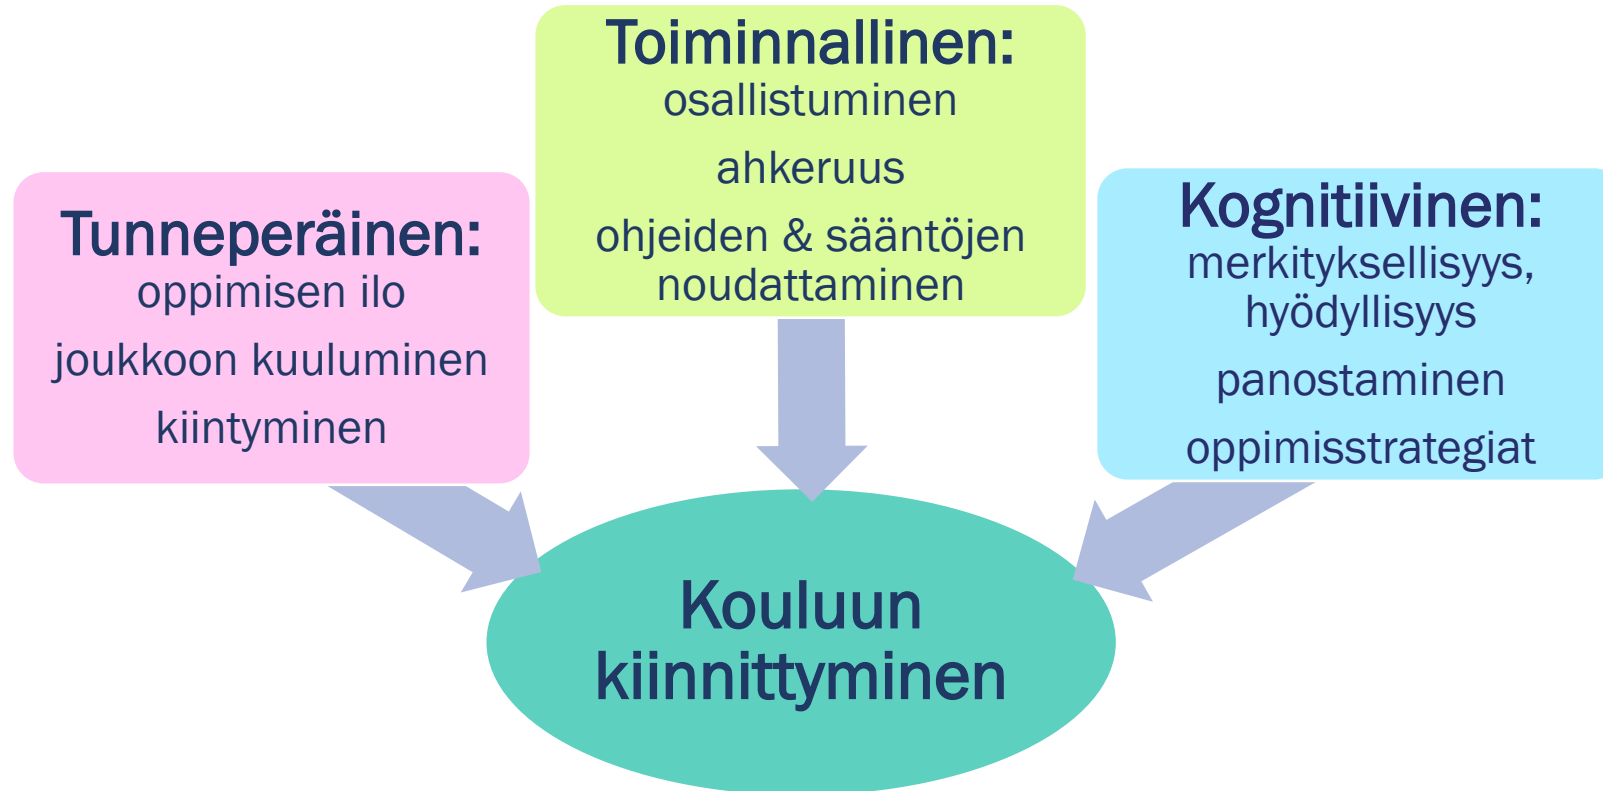 Tunneperäinen:
oppimisen ilo
joukkoon kuuluminen
kiintyminen
Toiminnallinen:
osallistuminen
ahkeruus
ohjeiden & sääntöjen
noudattaminen
Kognitiivinen:
merkityksellisyys,
hyödyllisyys
panostaminen
oppimisstrategiat
Kouluun
kiinnittyminen